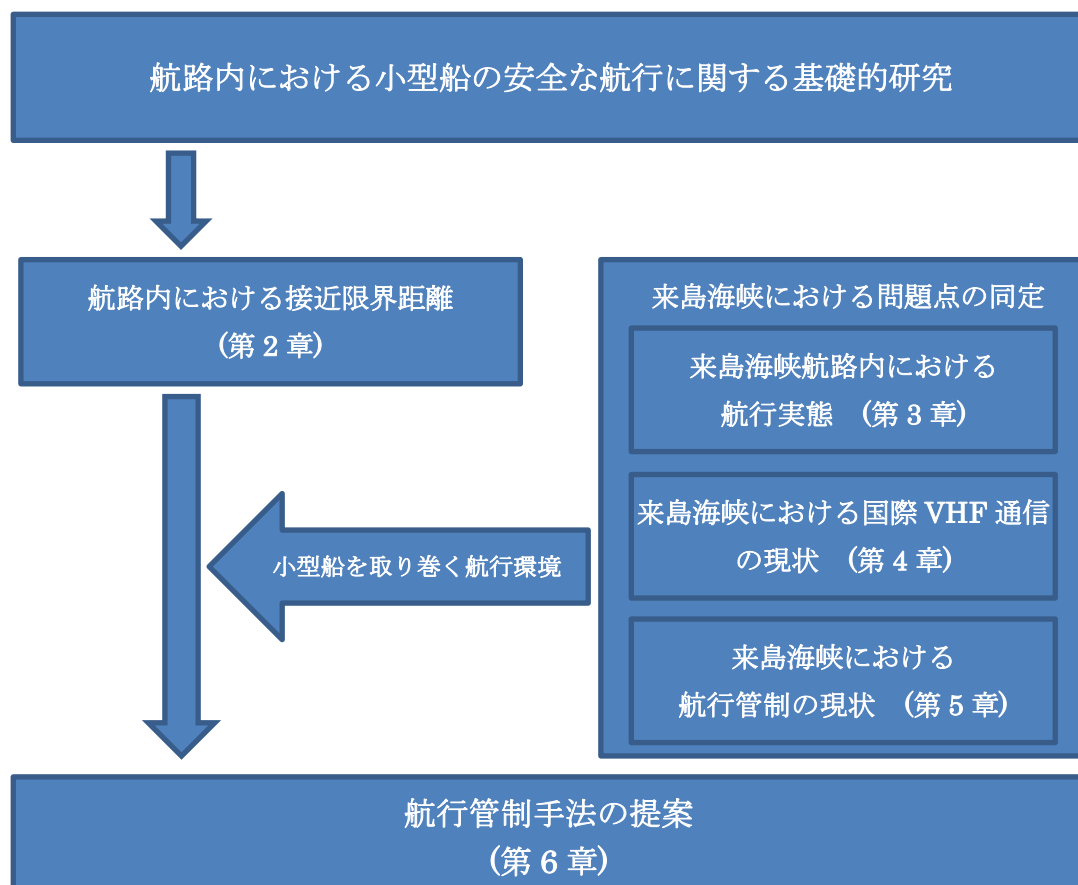 航路内における小型船の安全な航行に関する基礎的研究
航路内における接近限界距離
(第 2 章)
来島海峡における問題点の同定
来島海峡航路内における
航行実態　(第 3 章)
来島海峡における国際 VHF 通信
の現状　(第 4 章)
来島海峡における
航行管制の現状　(第 5 章)
小型船を取り巻く航行環境
航行管制手法の提案
(第 6 章)